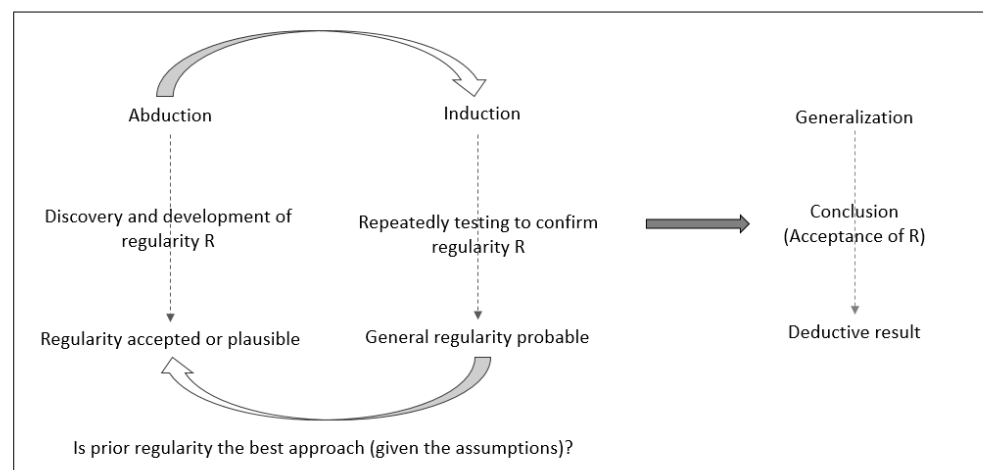 Abduction
Induction
Generalization
Discovery and development of
regularity R
Repeatedly testing to confirm
regularity R
Conclusion
(Acceptance of R)
Regularity accepted or plausible
General regularity probable
Deductive result
Is prior regularity the best approach (given the assumptions)?